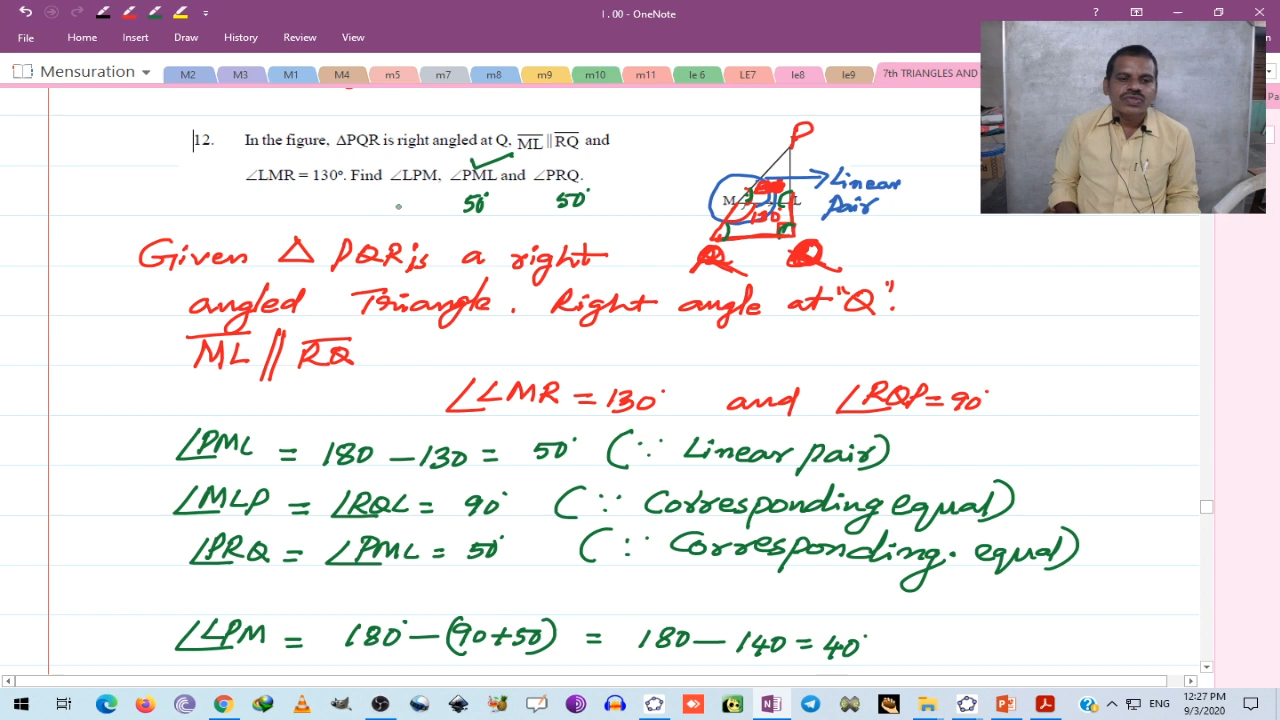 1.00 - OneNote
File Home Insert Draw History Review View
Mensuration M2 M3 M1 M4 m5 m7 m8 m9 m10 m11 le 6 LE7 le8 le9 7th TRIANGLES AND
12. In the figure, ΔPQR is right angled at Q, ML || RQ and
∠LMR = 130°. Find ∠LPM, ∠PML and ∠PRQ.
50° 50°
P
Linear
pair
M L
130°
Given Δ PQR is a right
angled Triangle. Right angle at "Q".
ML || RQ
∠LMR = 130° and ∠RQP = 90°
∠PML = 180 - 130 = 50° (∵ Linear pair)
∠MLP = ∠RQL = 90° (∵ Corresponding equal)
∠PRQ = ∠PML = 50° (∵ Corresponding. equal)
∠LPM = 180° - (90+50) = 180 - 140 = 40°
ENG
12:27 PM
9/3/2020